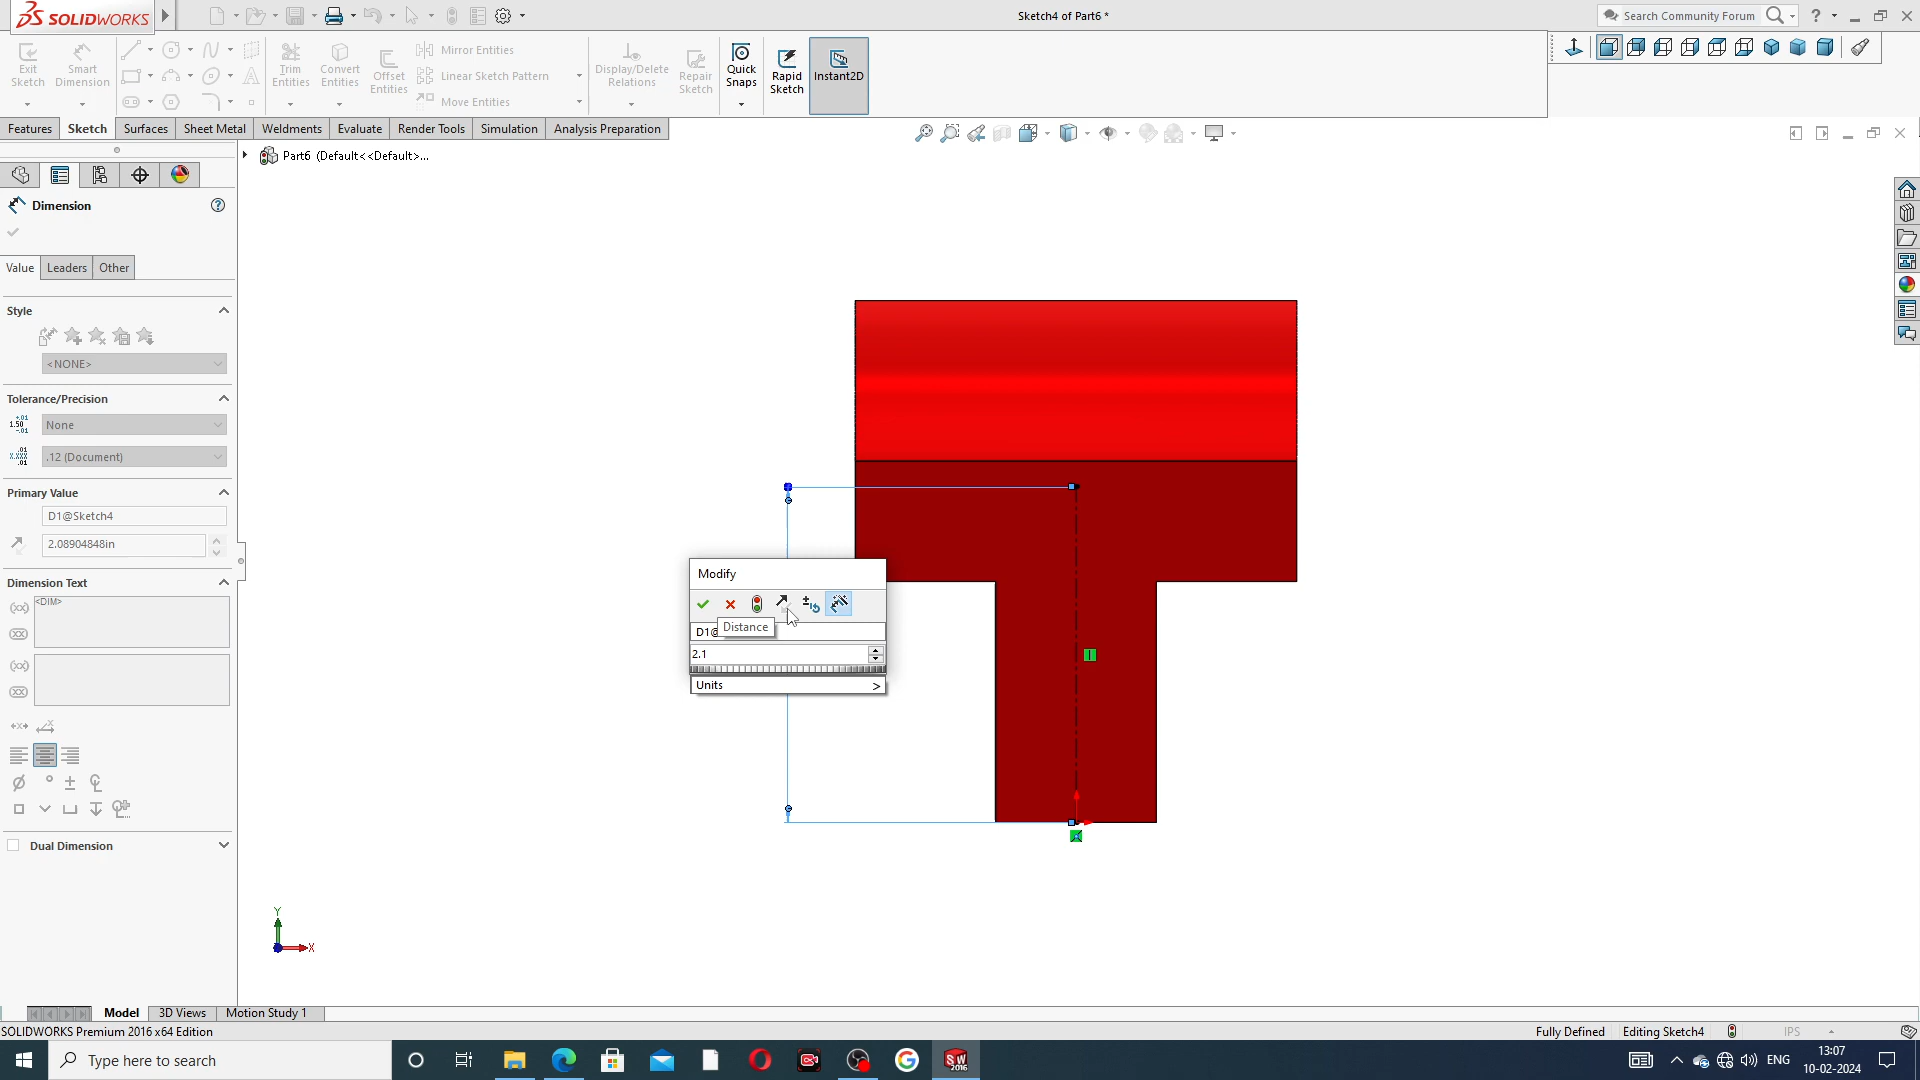 SOLIDWORKS
Sketch4 of Part6 *
Search Community Forum
Exit Sketch
Smart Dimension
Trim Entities
Convert Entities
Offset Entities
Mirror Entities
Linear Sketch Pattern
Move Entities
Display/Delete Relations
Repair Sketch
Quick Snaps
Rapid Sketch
Instant2D
Features
Sketch
Surfaces
Sheet Metal
Weldments
Evaluate
Render Tools
Simulation
Analysis Preparation
Part6 (Default<<Default>...
Dimension
Value
Leaders
Other
Style
<NONE>
Tolerance/Precision
None
.12 (Document)
Primary Value
D1@Sketch4
2.08904848in
Dimension Text
<DIM>
Dual Dimension
Modify
Distance
D1@
2.1
Units
Y
X
Model
3D Views
Motion Study 1
SOLIDWORKS Premium 2016 x64 Edition
Fully Defined
Editing Sketch4
IPS
Type here to search
ENG
13:07
10-02-2024